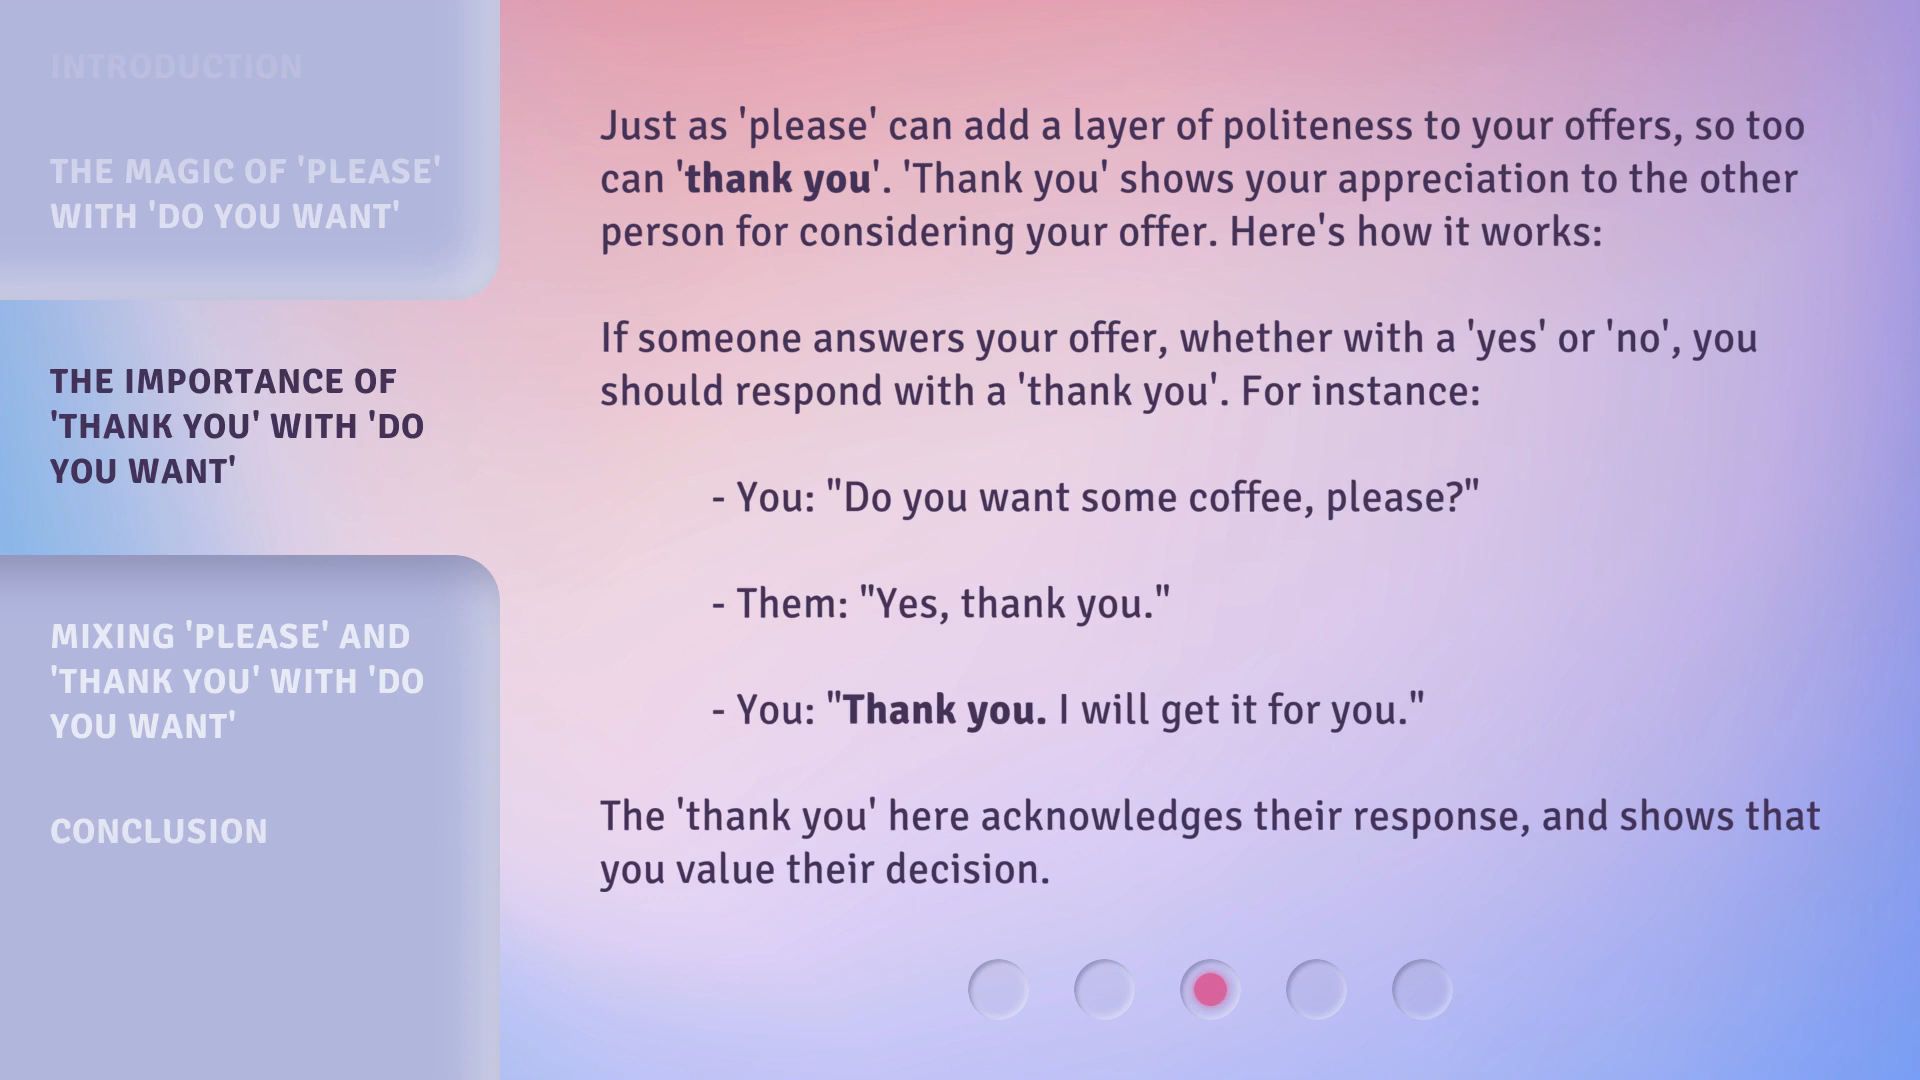 INTRODUCTION
THE MAGIC OF 'PLEASE'
WITH 'DO YOU WANT'
THE IMPORTANCE OF
'THANK YOU' WITH 'DO
YOU WANT'
MIXING 'PLEASE' AND
'THANK YOU' WITH 'DO
YOU WANT'
CONCLUSION
Just as 'please' can add a layer of politeness to your offers, so too
can 'thank you'. 'Thank you' shows your appreciation to the other
person for considering your offer. Here's how it works:
If someone answers your offer, whether with a 'yes' or 'no', you
should respond with a 'thank you'. For instance:
- You: "Do you want some coffee, please?"
- Them: "Yes, thank you."
- You: "Thank you. I will get it for you."
The 'thank you' here acknowledges their response, and shows that
you value their decision.